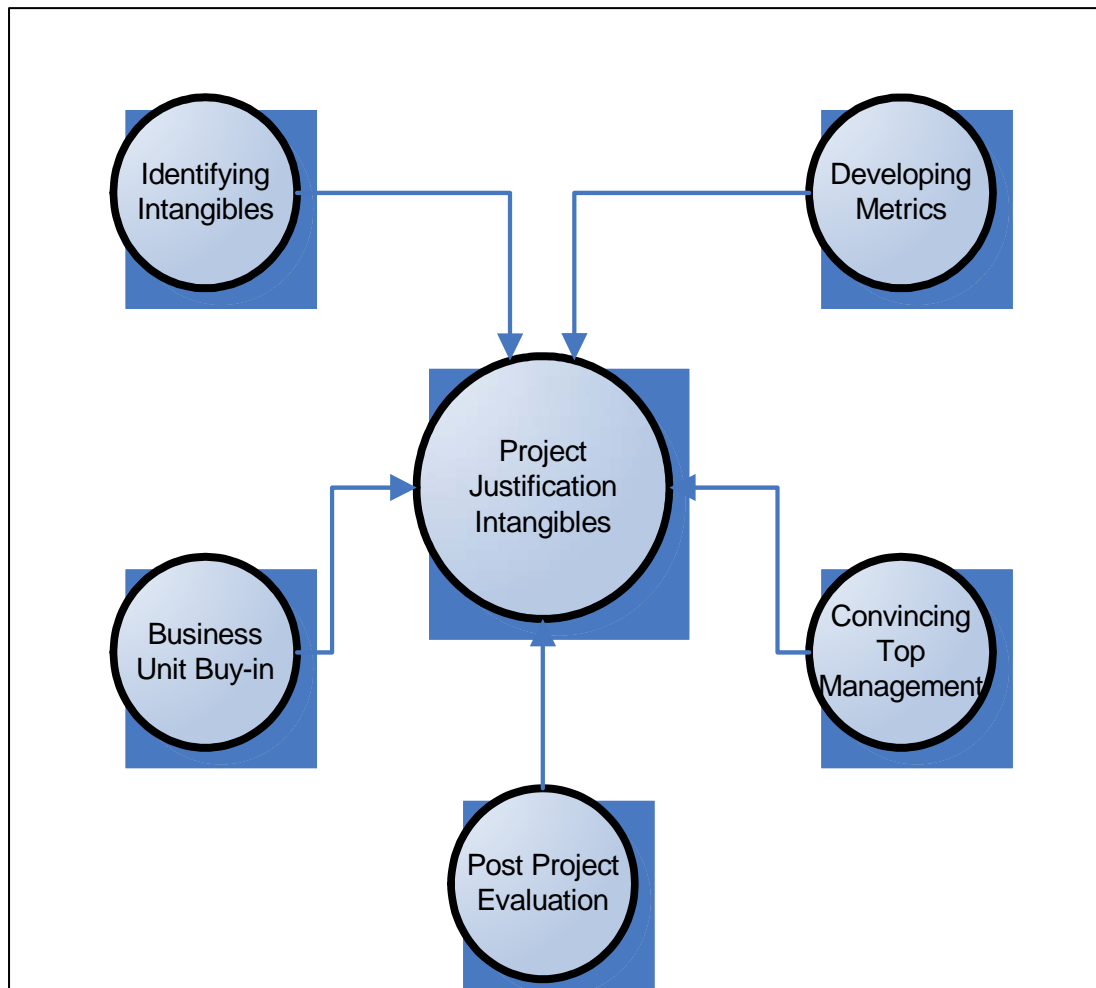 Identifying
Intangibles
Developing
Metrics
Project
Justification
Intangibles
Business
Unit Buy-in
Convincing
Top
Management
Post Project
Evaluation